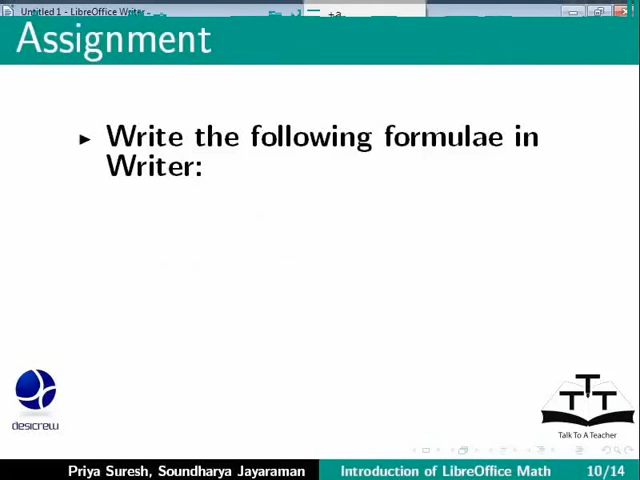 Untitled 1 - LibreOffice Writer
+a
Assignment
Write the following formulae in
Writer:
desicrew
T T T
Talk To A Teacher
Priya Suresh, Soundharya Jayaraman
Introduction of LibreOffice Math
10/14